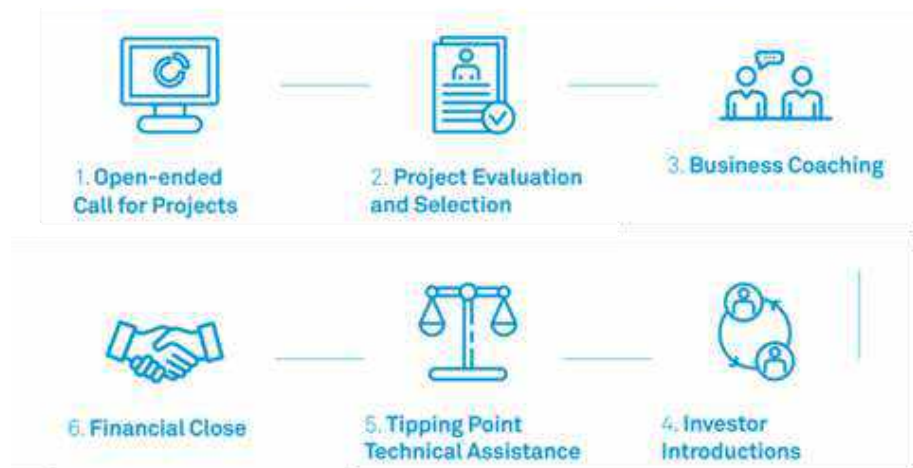 1. Open-ended
Call for Projects
2. Project Evaluation
and Selection
3. Business Coaching
4. Investor
Introductions
5. Tipping Point
Technical Assistance
6. Financial Close